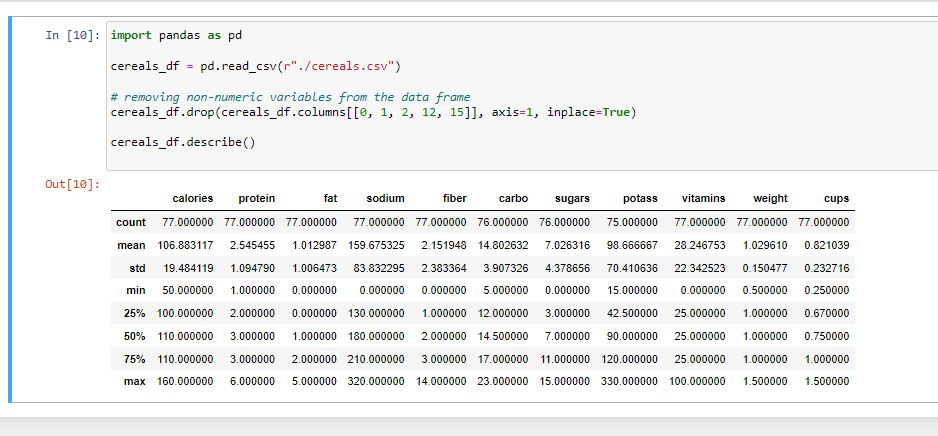 In [10]: import pandas as pd
cereals_df = pd.read_csv(r"./cereals.csv")
# removing non-numeric variables from the data frame
cereals_df.drop(cereals_df.columns[[0, 1, 2, 12, 15]], axis=1, inplace=True)
cereals_df.describe()
Out[10]:
calories protein fat sodium fiber carbo sugars potass vitamins weight cups
count 77.000000 77.000000 77.000000 77.000000 77.000000 76.000000 76.000000 75.000000 77.000000 77.000000 77.000000
mean 106.883117 2.545455 1.012987 159.675325 2.151948 14.802632 7.026316 98.666667 28.246753 1.029610 0.821039
std 19.484119 1.094790 1.006473 83.832295 2.383364 3.907326 4.378656 70.410636 22.342523 0.150477 0.232716
min 50.000000 1.000000 0.000000 0.000000 0.000000 5.000000 0.000000 15.000000 0.000000 0.500000 0.250000
25% 100.000000 2.000000 0.000000 130.000000 1.000000 12.000000 3.000000 42.500000 25.000000 1.000000 0.670000
50% 110.000000 3.000000 1.000000 180.000000 2.000000 14.500000 7.000000 90.000000 25.000000 1.000000 0.750000
75% 110.000000 3.000000 2.000000 210.000000 3.000000 17.000000 11.000000 120.000000 25.000000 1.000000 1.000000
max 160.000000 6.000000 5.000000 320.000000 14.000000 23.000000 15.000000 330.000000 100.000000 1.500000 1.500000